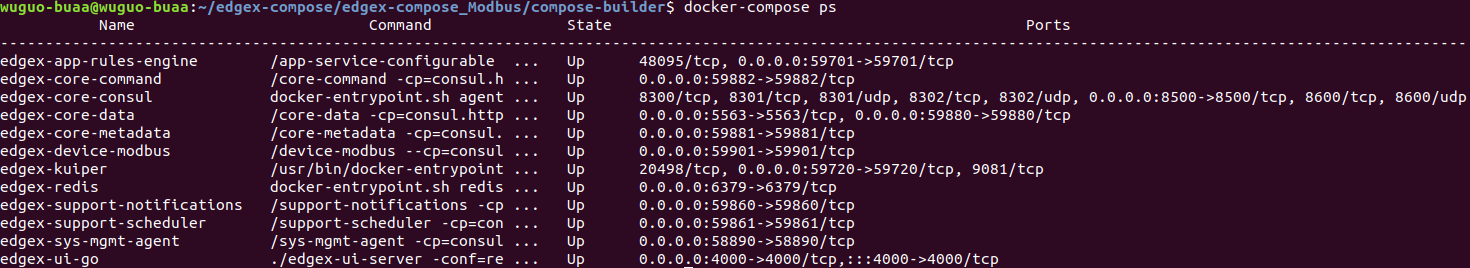 wuguo-buaa@wuguo-buaa:~/edgex-compose/edgex-compose_Modbus/compose-builder$ docker-compose ps
Name Command State Ports
--------------------------------------------------------------------------------------------------------------------------------------------------------------------
edgex-app-rules-engine /app-service-configurable ... Up 48095/tcp, 0.0.0.0:59701->59701/tcp
edgex-core-command /core-command -cp=consul.h ... Up 0.0.0.0:59882->59882/tcp
edgex-core-consul docker-entrypoint.sh agent ... Up 8300/tcp, 8301/tcp, 8301/udp, 8302/tcp, 8302/udp, 0.0.0.0:8500->8500/tcp, 8600/tcp, 8600/udp
edgex-core-data /core-data -cp=consul.http ... Up 0.0.0.0:5563->5563/tcp, 0.0.0.0:59880->59880/tcp
edgex-core-metadata /core-metadata -cp=consul. ... Up 0.0.0.0:59881->59881/tcp
edgex-device-modbus /device-modbus --cp=consul ... Up 0.0.0.0:59901->59901/tcp
edgex-kuiper /usr/bin/docker-entrypoint ... Up 20498/tcp, 0.0.0.0:59720->59720/tcp, 9081/tcp
edgex-redis docker-entrypoint.sh redis ... Up 0.0.0.0:6379->6379/tcp
edgex-support-notifications /support-notifications -cp ... Up 0.0.0.0:59860->59860/tcp
edgex-support-scheduler /support-scheduler -cp=con ... Up 0.0.0.0:59861->59861/tcp
edgex-sys-mgmt-agent /sys-mgmt-agent -cp=consul ... Up 0.0.0.0:58890->58890/tcp
edgex-ui-go ./edgex-ui-server -conf=re ... Up 0.0.0.0:4000->4000/tcp,:::4000->4000/tcp